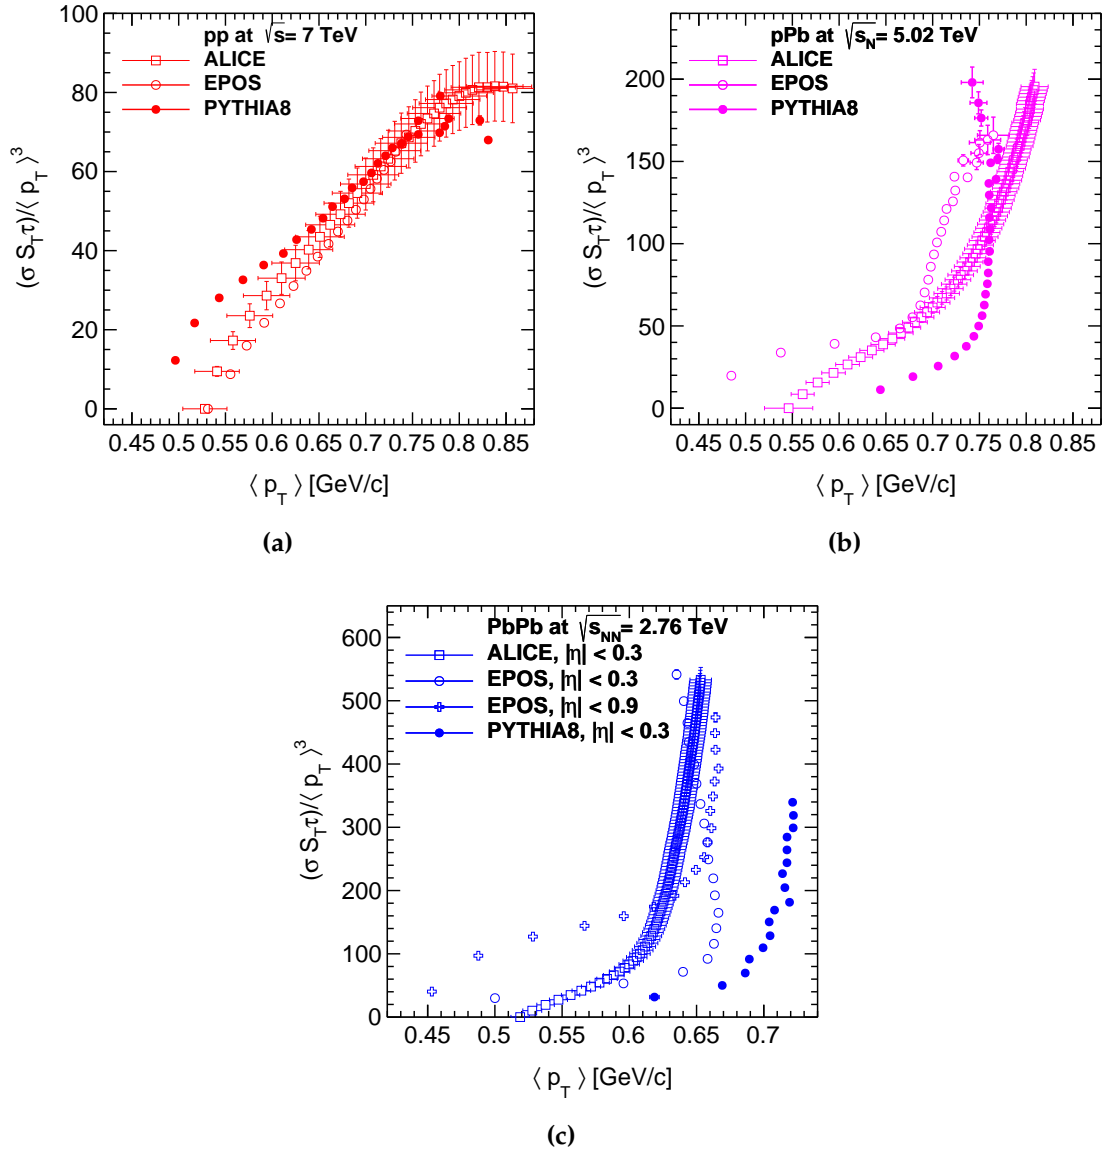 pp at √s= 7 TeV
ALICE
EPOS
PYTHIA8
(σ S_T τ)/⟨ p_T ⟩³
100
80
60
40
20
0
0.45 0.5 0.55 0.6 0.65 0.7 0.75 0.8 0.85
⟨ p_T ⟩ [GeV/c]
(a)
pPb at √s_N= 5.02 TeV
ALICE
EPOS
PYTHIA8
(σ S_T τ)/⟨ p_T ⟩³
200
150
100
50
0
0.45 0.5 0.55 0.6 0.65 0.7 0.75 0.8 0.85
⟨ p_T ⟩ [GeV/c]
(b)
PbPb at √s_NN= 2.76 TeV
ALICE, |η| < 0.3
EPOS, |η| < 0.3
EPOS, |η| < 0.9
PYTHIA8, |η| < 0.3
(σ S_T τ)/⟨ p_T ⟩³
600
500
400
300
200
100
0
0.45 0.5 0.55 0.6 0.65 0.7
⟨ p_T ⟩ [GeV/c]
(c)